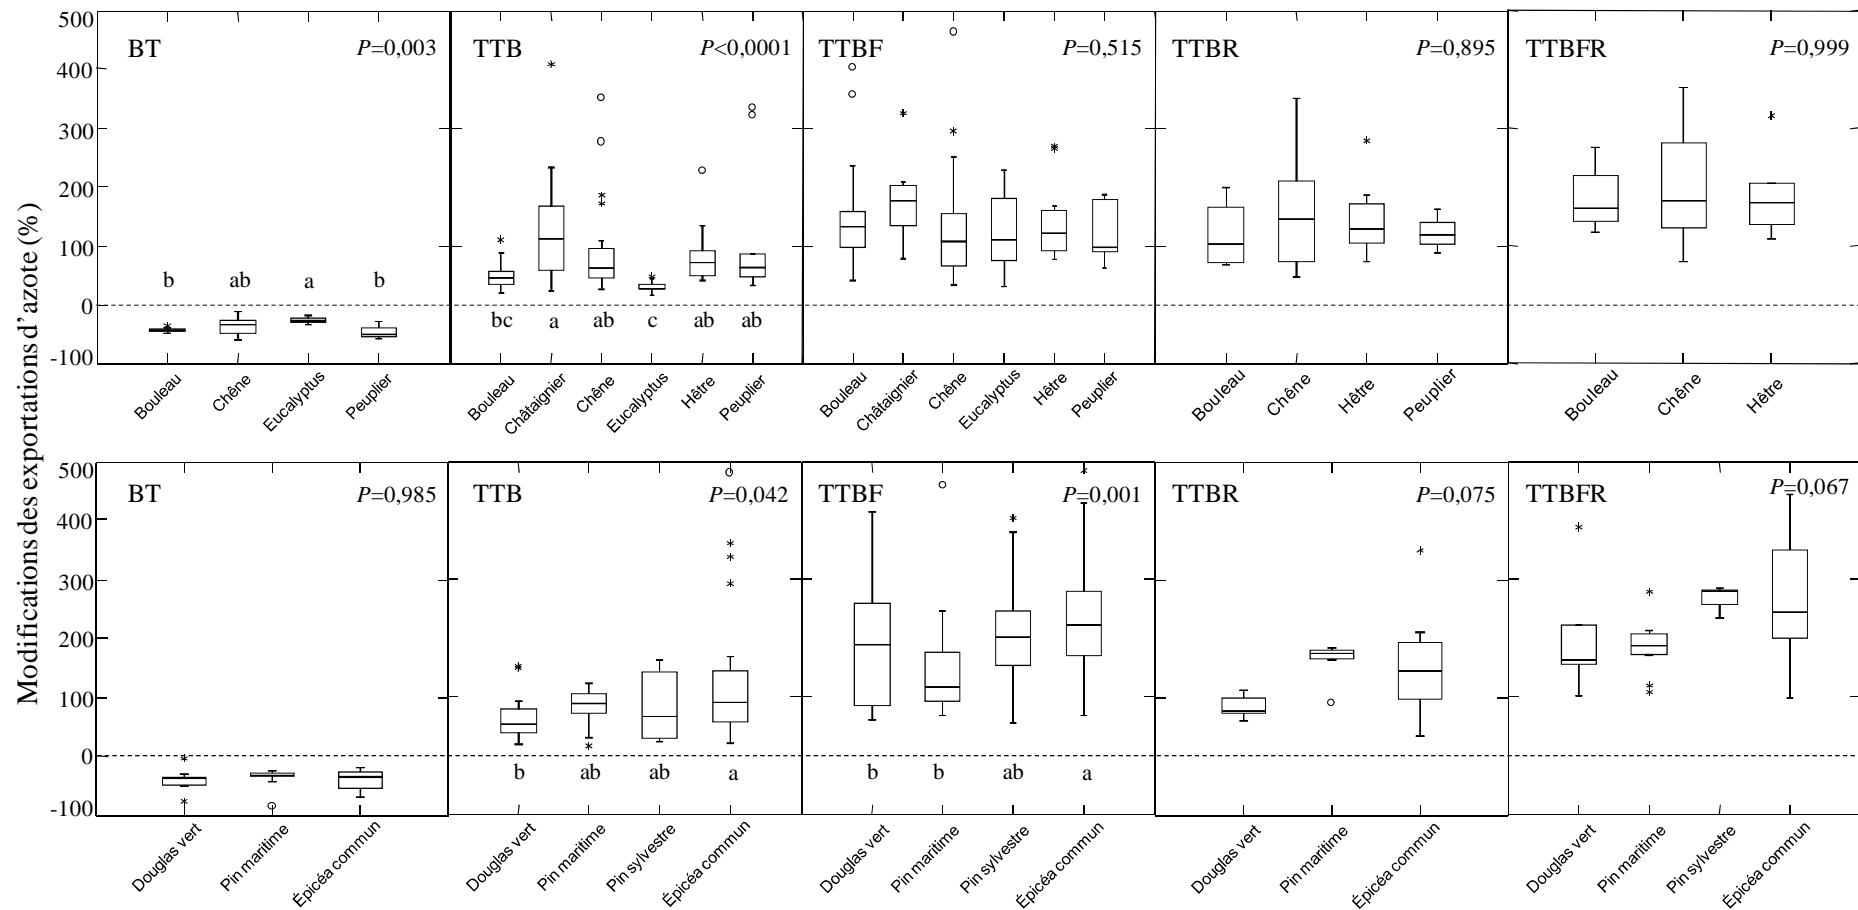 Modifications des exportations d'azote (%)
500
400
300
200
100
0
-100
BT P=0,003
b ab a b
Bouleau Chêne Eucalyptus Peuplier
TTB P<0,0001
bc a ab c ab ab
Bouleau Châtaignier Chêne Eucalyptus Hêtre Peuplier
TTBF P=0,515
Bouleau Châtaignier Chêne Eucalyptus Hêtre Peuplier
TTBR P=0,895
Bouleau Chêne Hêtre Peuplier
TTBFR P=0,999
Bouleau Chêne Hêtre
500
400
300
200
100
0
-100
BT P=0,985
Douglas vert Pin maritime Épicéa commun
TTB P=0,042
b ab ab a
Douglas vert Pin maritime Pin sylvestre Épicéa commun
TTBF P=0,001
b b ab a
Douglas vert Pin maritime Pin sylvestre Épicéa commun
TTBR P=0,075
Douglas vert Pin maritime Épicéa commun
TTBFR P=0,067
Douglas vert Pin maritime Pin sylvestre Épicéa commun